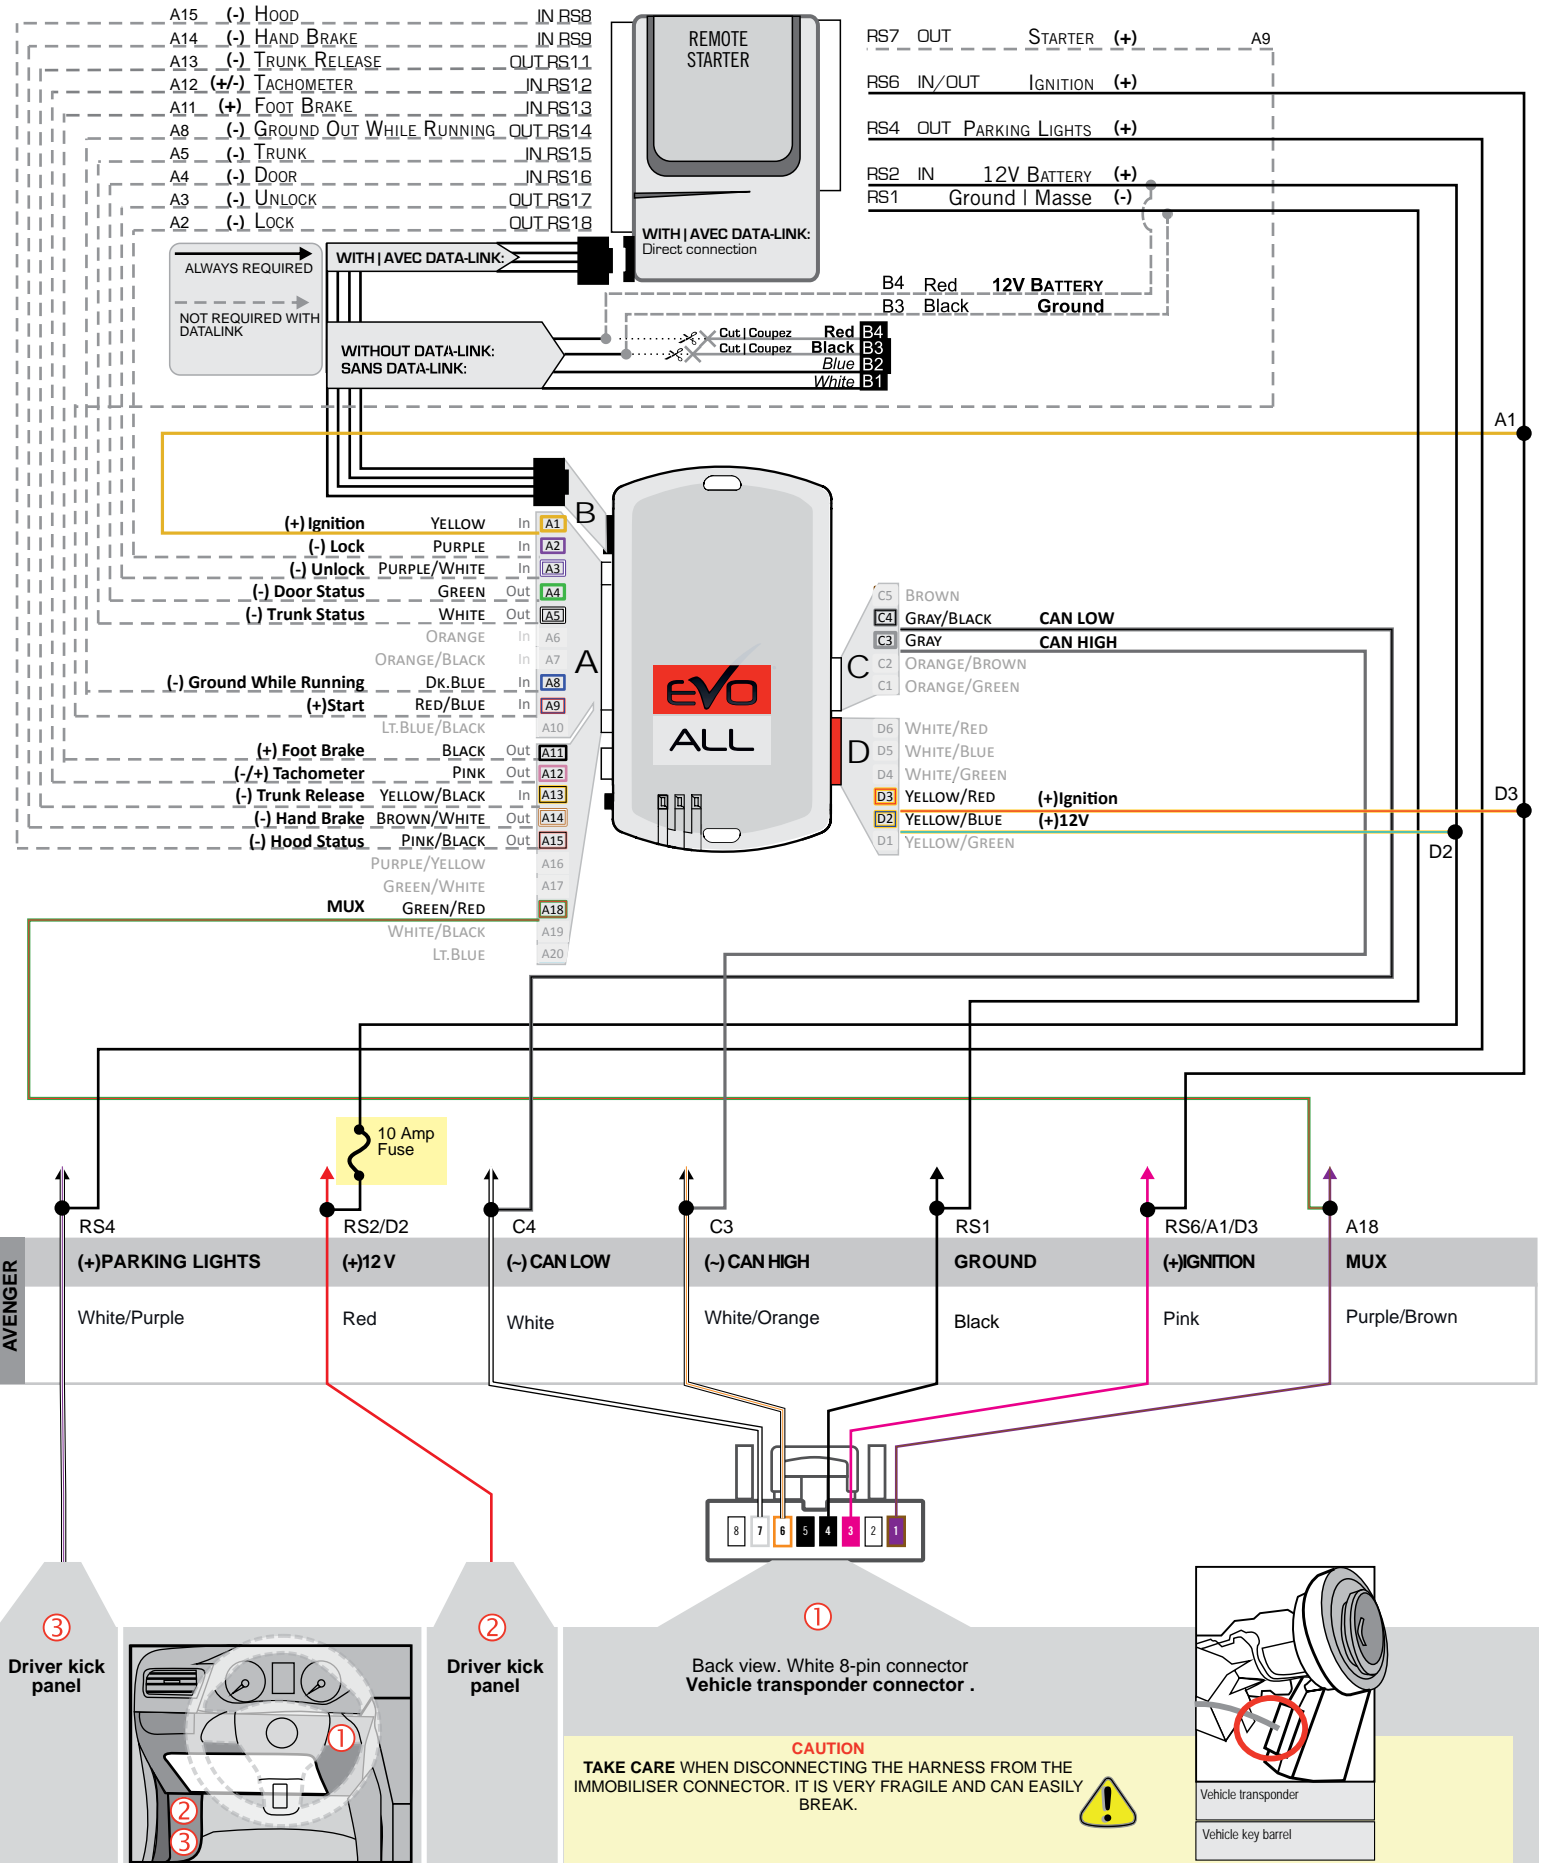 A15 (-) HOOD IN RS8
A14 (-) HAND BRAKE IN RS9
A13 (-) TRUNK RELEASE OUT RS11
A12 (+/-) TACHOMETER IN RS12
A11 (+) FOOT BRAKE IN RS13
A8 (-) GROUND OUT WHILE RUNNING OUT RS14
A5 (-) TRUNK IN RS15
A4 (-) DOOR IN RS16
A3 (-) UNLOCK OUT RS17
A2 (-) LOCK OUT RS18
REMOTE
STARTER
WITH | AVEC DATA-LINK:
Direct connection
RS7 OUT STARTER (+) A9
RS6 IN/OUT IGNITION (+)
RS4 OUT PARKING LIGHTS (+)
RS2 IN 12V BATTERY (+)
RS1 Ground | Masse (-)
ALWAYS REQUIRED
NOT REQUIRED WITH
DATALINK
WITH | AVEC DATA-LINK:
WITHOUT DATA-LINK:
SANS DATA-LINK:
B4 Red 12V BATTERY
B3 Black Ground
Cut | Coupez Red B4
Cut | Coupez Black B3
Blue B2
White B1
A1
B
(+) Ignition YELLOW In A1
(-) Lock PURPLE In A2
(-) Unlock PURPLE/WHITE In A3
(-) Door Status GREEN Out A4
(-) Trunk Status WHITE Out A5
ORANGE In A6
ORANGE/BLACK In A7
(-) Ground While Running DK.BLUE In A8
(+)Start RED/BLUE In A9
LT.BLUE/BLACK A10
(+) Foot Brake BLACK Out A11
(-/+) Tachometer PINK Out A12
(-) Trunk Release YELLOW/BLACK In A13
(-) Hand Brake BROWN/WHITE Out A14
(-) Hood Status PINK/BLACK Out A15
PURPLE/YELLOW A16
GREEN/WHITE A17
MUX GREEN/RED A18
WHITE/BLACK A19
LT.BLUE A20
A
EVO
ALL
C
C5 BROWN
C4 GRAY/BLACK CAN LOW
C3 GRAY CAN HIGH
C2 ORANGE/BROWN
C1 ORANGE/GREEN
D
D6 WHITE/RED
D5 WHITE/BLUE
D4 WHITE/GREEN
D3 YELLOW/RED (+)Ignition
D2 YELLOW/BLUE (+)12V
D1 YELLOW/GREEN
D3
D2
10 Amp
Fuse
RS4 RS2/D2 C4 C3 RS1 RS6/A1/D3 A18
AVENGER
(+)PARKING LIGHTS (+)12 V (~) CAN LOW (~) CAN HIGH GROUND (+)IGNITION MUX
White/Purple Red White White/Orange Black Pink Purple/Brown
8 7 6 5 4 3 2 1
3
Driver kick
panel
1
2
3
2
Driver kick
panel
1
Back view. White 8-pin connector
Vehicle transponder connector .
CAUTION
TAKE CARE WHEN DISCONNECTING THE HARNESS FROM THE
IMMOBILISER CONNECTOR. IT IS VERY FRAGILE AND CAN EASILY
BREAK.
!
Vehicle transponder
Vehicle key barrel